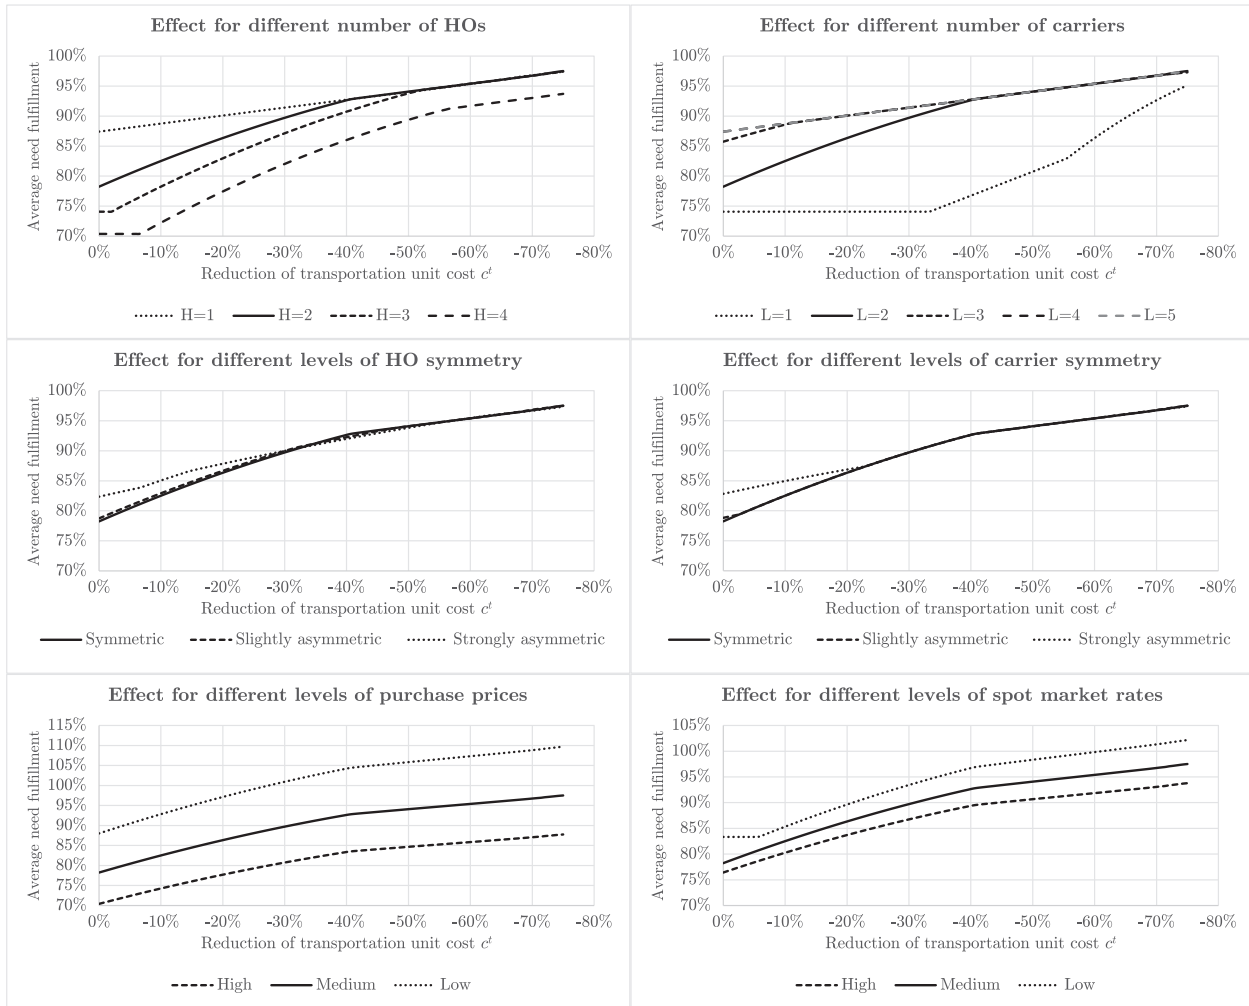 Effect for different number of HOs
Average need fulfillment
100%
95%
90%
85%
80%
75%
70%
0% -10% -20% -30% -40% -50% -60% -70% -80%
Reduction of transportation unit cost c^t
H=1 H=2 H=3 H=4
Effect for different number of carriers
Average need fulfillment
100%
95%
90%
85%
80%
75%
70%
0% -10% -20% -30% -40% -50% -60% -70% -80%
Reduction of transportation unit cost c^t
L=1 L=2 L=3 L=4 L=5
Effect for different levels of HO symmetry
Average need fulfillment
100%
95%
90%
85%
80%
75%
70%
0% -10% -20% -30% -40% -50% -60% -70% -80%
Reduction of transportation unit cost c^t
Symmetric Slightly asymmetric Strongly asymmetric
Effect for different levels of carrier symmetry
Average need fulfillment
100%
95%
90%
85%
80%
75%
70%
0% -10% -20% -30% -40% -50% -60% -70% -80%
Reduction of transportation unit cost c^t
Symmetric Slightly asymmetric Strongly asymmetric
Effect for different levels of purchase prices
Average need fulfillment
115%
110%
105%
100%
95%
90%
85%
80%
75%
70%
0% -10% -20% -30% -40% -50% -60% -70% -80%
Reduction of transportation unit cost c^t
High Medium Low
Effect for different levels of spot market rates
Average need fulfillment
105%
100%
95%
90%
85%
80%
75%
70%
0% -10% -20% -30% -40% -50% -60% -70% -80%
Reduction of transportation unit cost c^t
High Medium Low